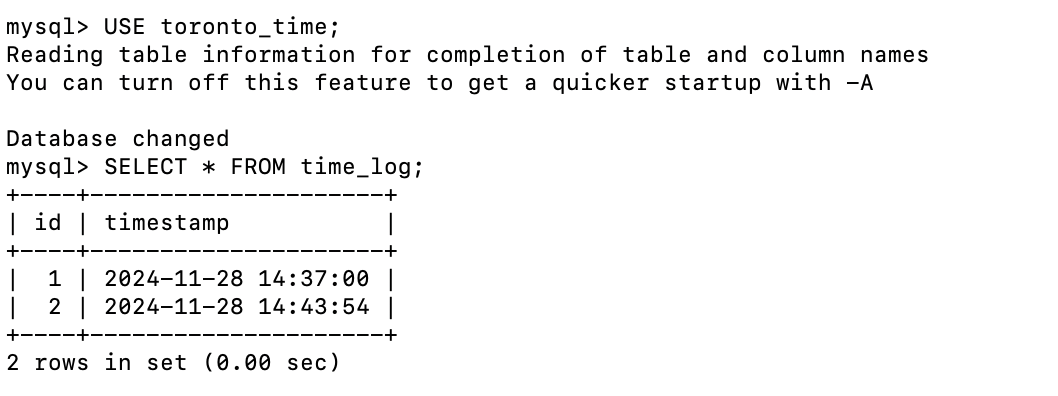 mysql> USE toronto_time;
Reading table information for completion of table and column names
You can turn off this feature to get a quicker startup with -A

Database changed
mysql> SELECT * FROM time_log;
+----+---------------------+
| id | timestamp           |
+----+---------------------+
|  1 | 2024-11-28 14:37:00 |
|  2 | 2024-11-28 14:43:54 |
+----+---------------------+
2 rows in set (0.00 sec)